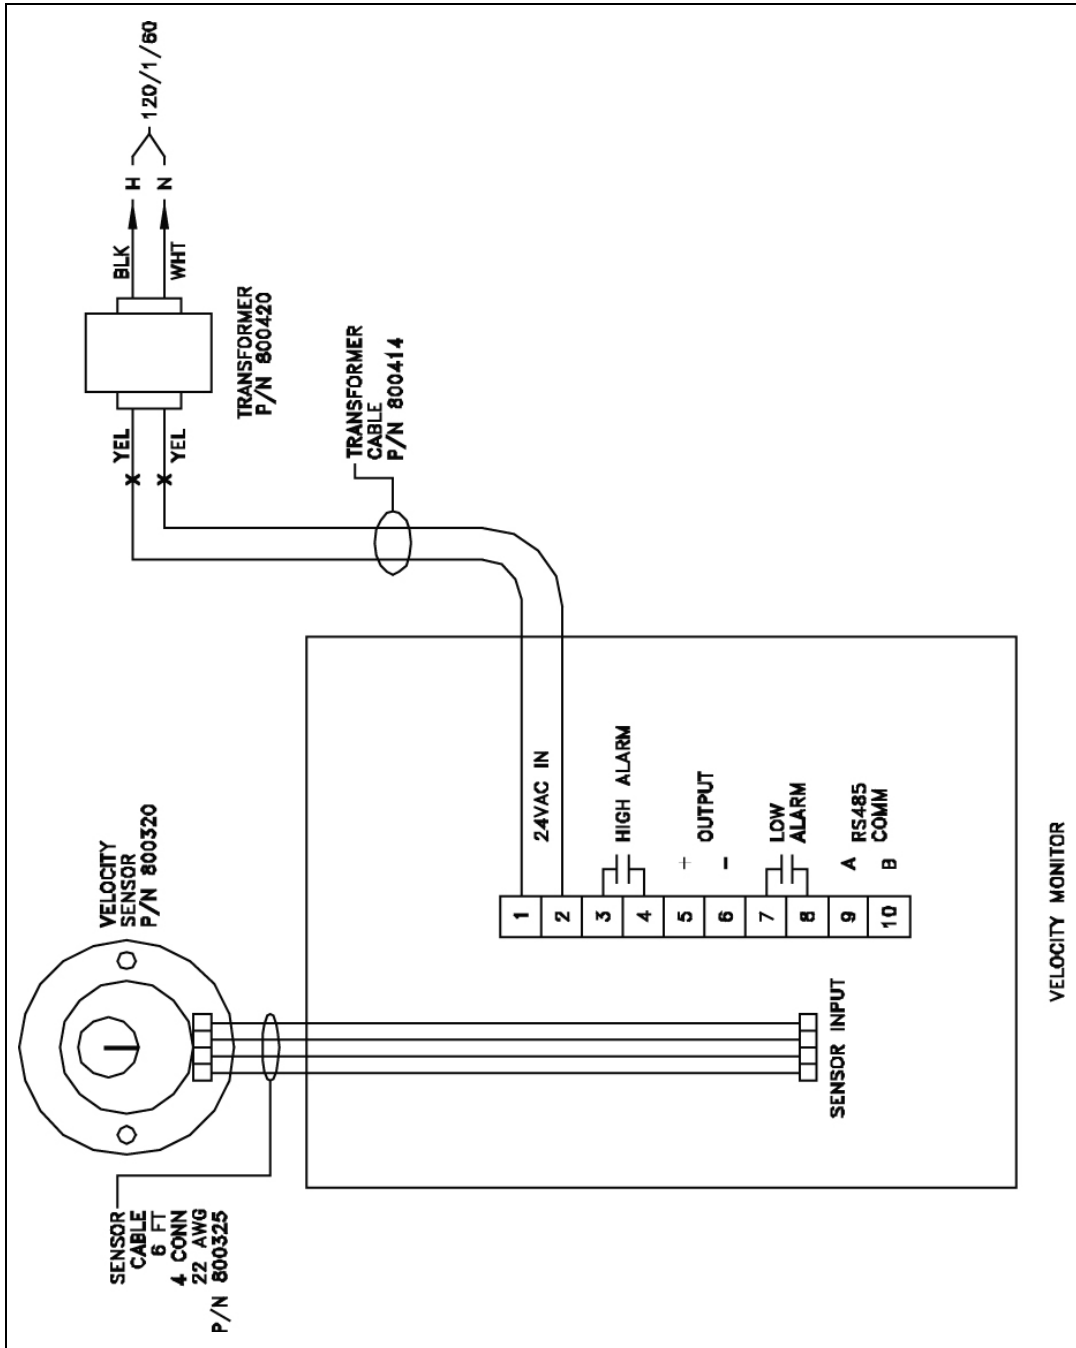 SENSOR
CABLE
6 FT
4 CONN
22 AWG
P/N 800325
VELOCITY
SENSOR
P/N 800320
TRANSFORMER
P/N 800420
YEL
YEL
BLK
WHT
H
N
120/1/60
TRANSFORMER
CABLE
P/N 800414
SENSOR INPUT
1
2
3
4
5
6
7
8
9
10
24VAC IN
HIGH ALARM
+
OUTPUT
-
LOW
ALARM
A
RS485
COMM
B
VELOCITY MONITOR